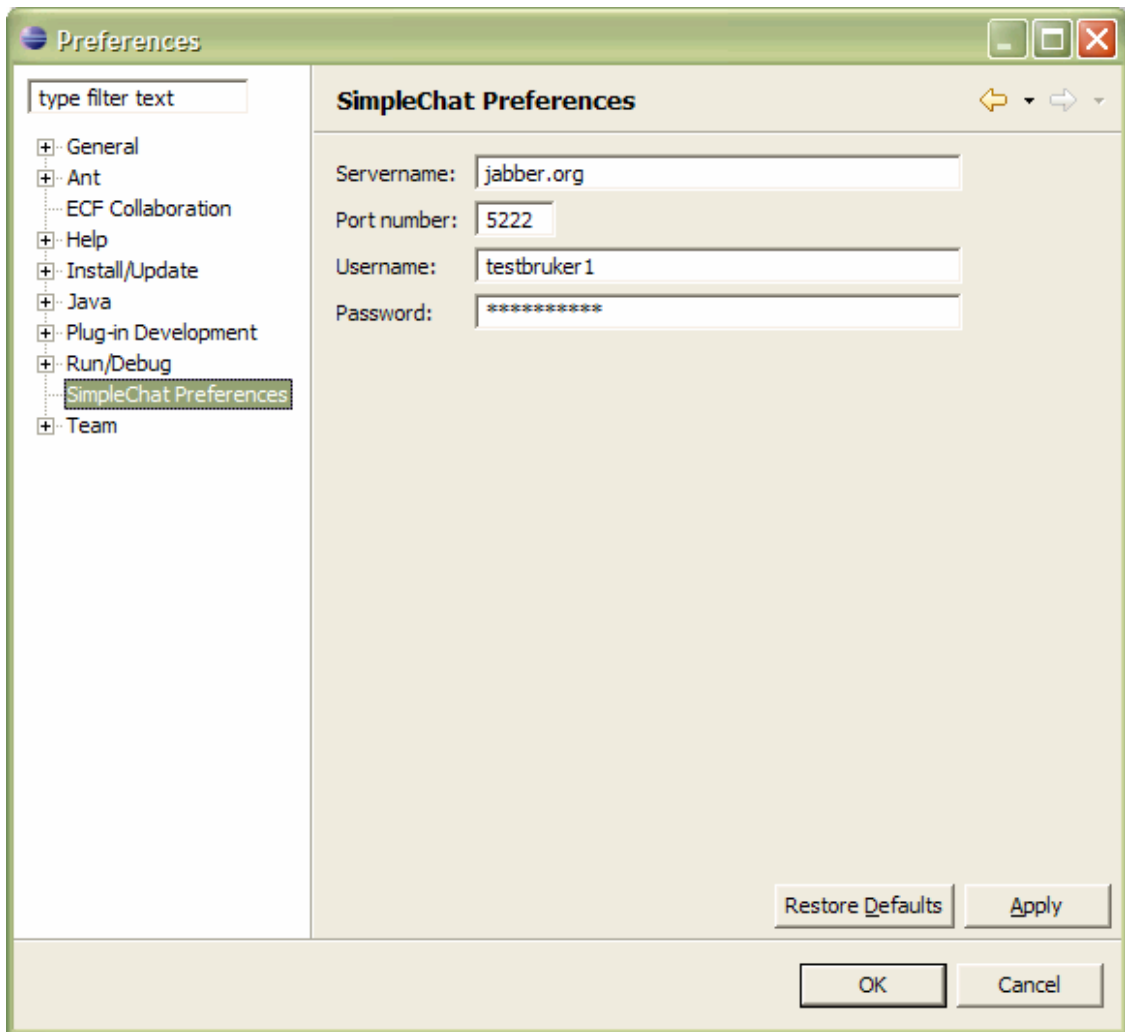 Preferences
type filter text
General
Ant
ECF Collaboration
Help
Install/Update
Java
Plug-in Development
Run/Debug
SimpleChat Preferences
Team
SimpleChat Preferences
Servername: jabber.org
Port number: 5222
Username: testbruker1
Password: **********
Restore Defaults Apply
OK Cancel